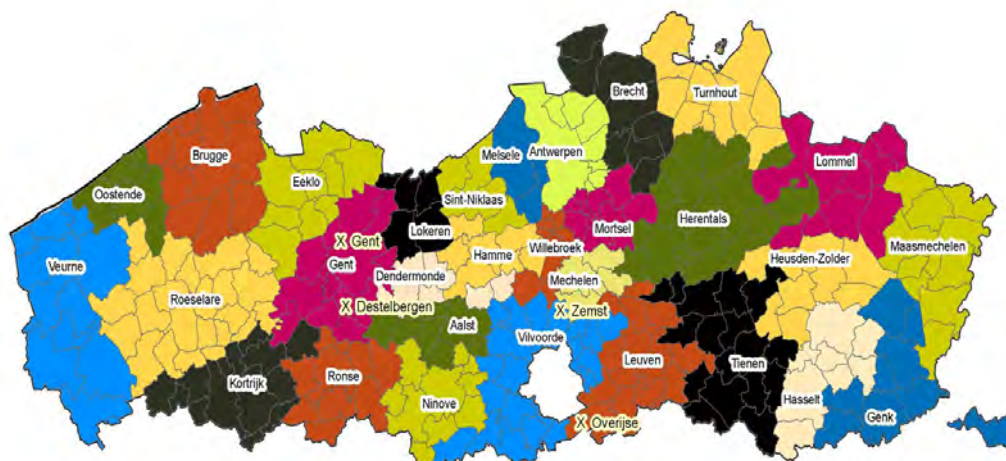 Brecht
Turnhout
Brugge
Melsele
Antwerpen
Lommel
Eeklo
Oostende
Sint-Niklaas
Herentals
Lokeren
Mortsel
X Gent
Willebroek
Maasmechelen
Hamme
Veurne
Gent
Dendermonde
Heusden-Zolder
Mechelen
Roeselare
X Destelbergen
X Zemst
Aalst
Vilvoorde
Leuven
Tienen
Kortrijk
Ronse
Ninove
Hasselt
Genk
X Overijse